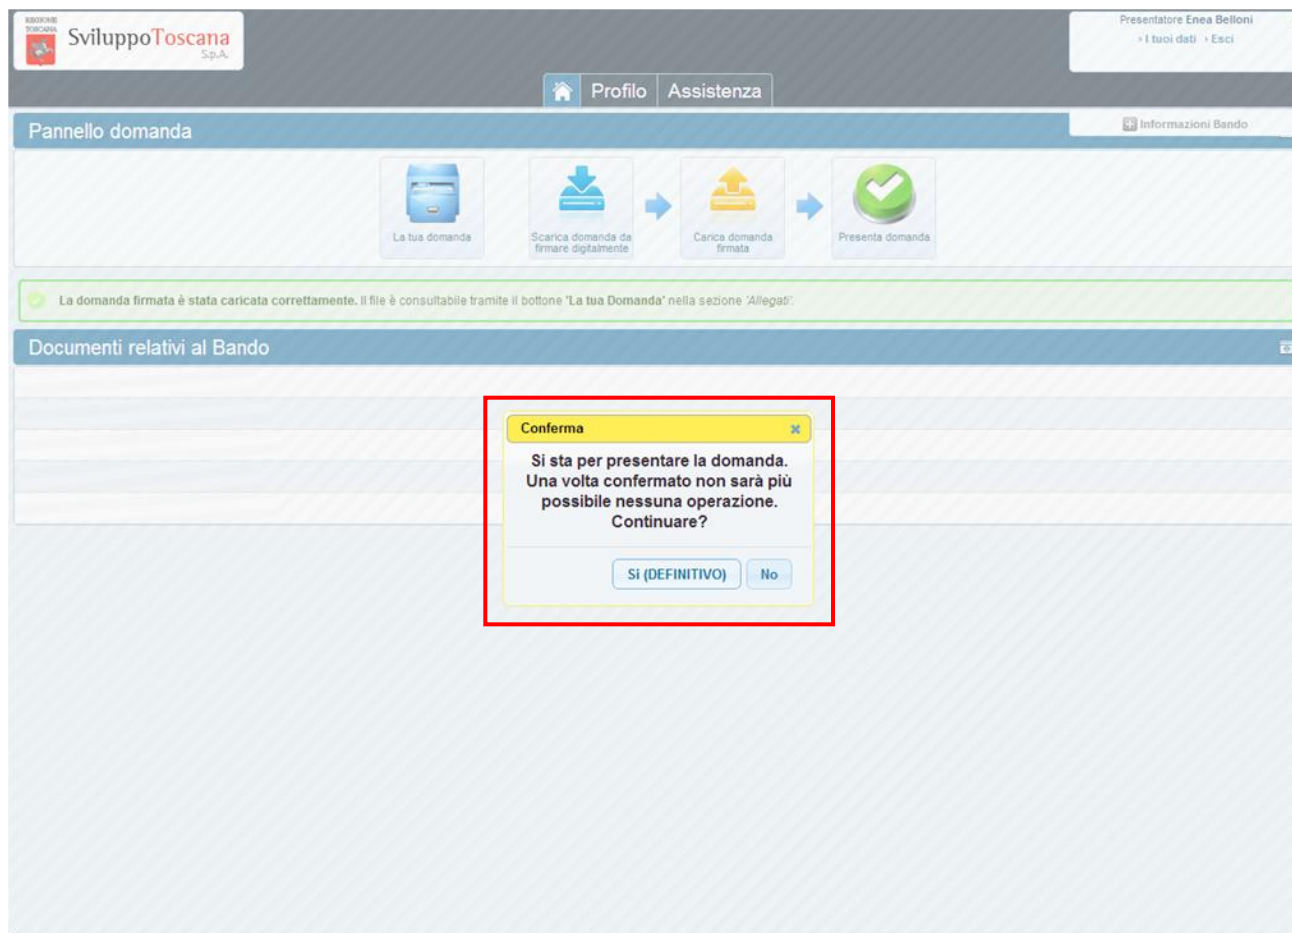 REGIONE
TOSCANA
SviluppoToscana
S.p.A.
Presentatore Enea Belloni
› I tuoi dati › Esci
Profilo Assistenza
Pannello domanda
Informazioni Bando
La tua domanda
Scarica domanda da
firmare digitalmente
Carica domanda
firmata
Presenta domanda
La domanda firmata è stata caricata correttamente. Il file è consultabile tramite il bottone 'La tua Domanda' nella sezione 'Allegati'.
Documenti relativi al Bando
Conferma
Si sta per presentare la domanda.
Una volta confermato non sarà più
possibile nessuna operazione.
Continuare?
Si (DEFINITIVO) No